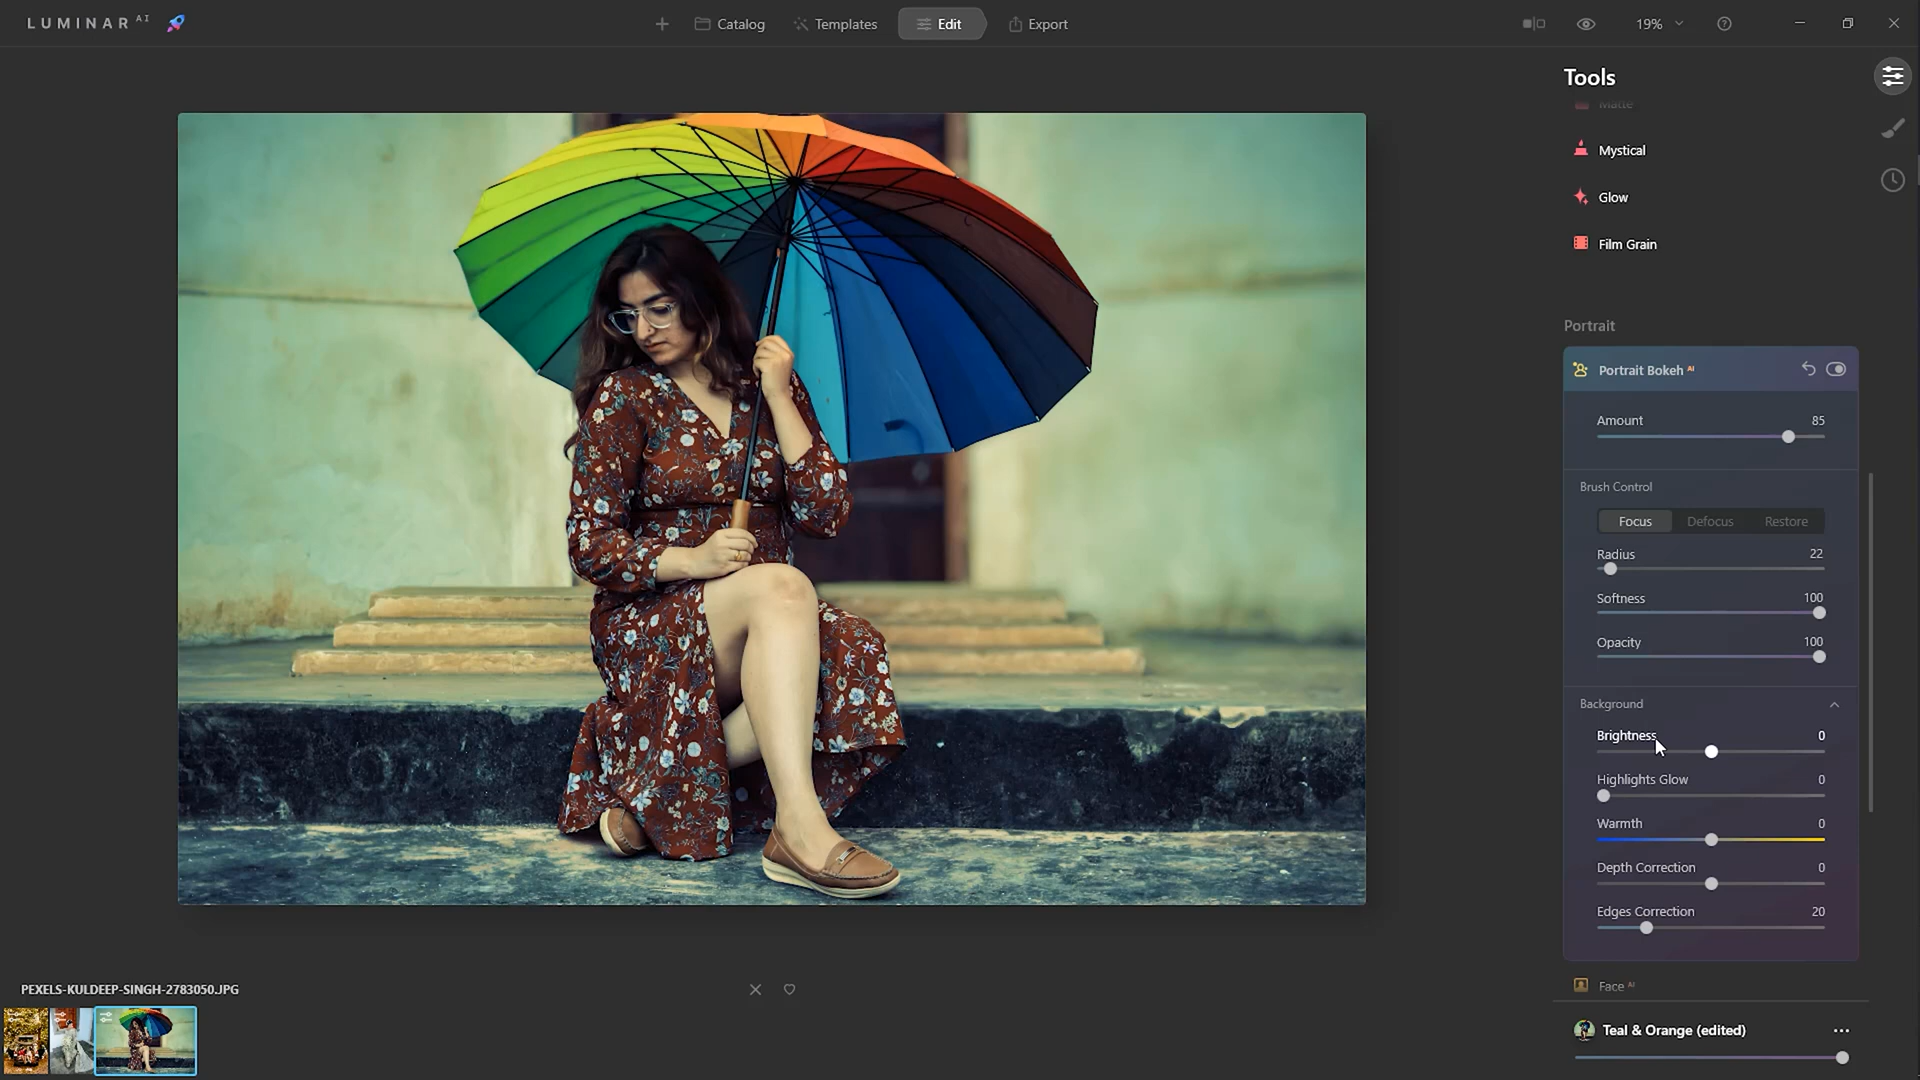 LUMINAR AI
Catalog
Templates
Edit
Export
19%
Tools
Matte
Mystical
Glow
Film Grain
Portrait
Portrait Bokeh AI
Amount 85
Brush Control
Focus Defocus Restore
Radius 22
Softness 100
Opacity 100
Background
Brightness 0
Highlights Glow 0
Warmth 0
Depth Correction 0
Edges Correction 20
Face AI
Teal & Orange (edited)
PEXELS-KULDEEP-SINGH-2783050.JPG